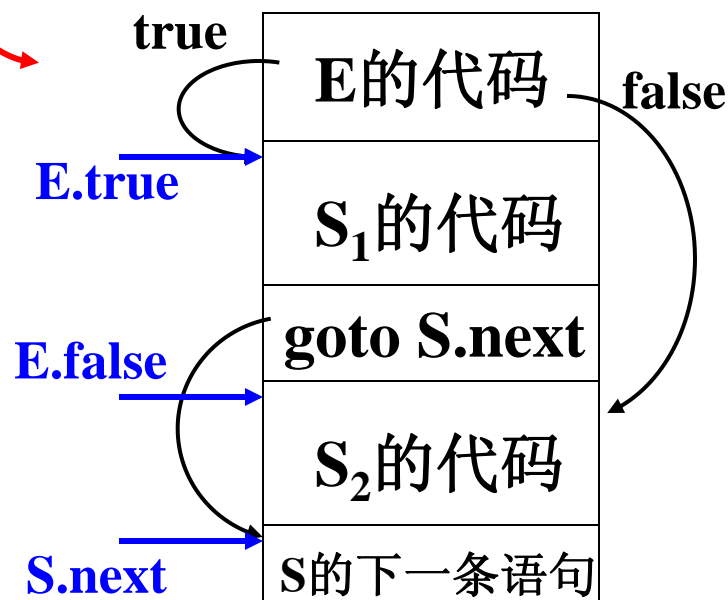 true
E的代码
false
E.true
S₁的代码
goto S.next
E.false
S₂的代码
S.next
S的下一条语句